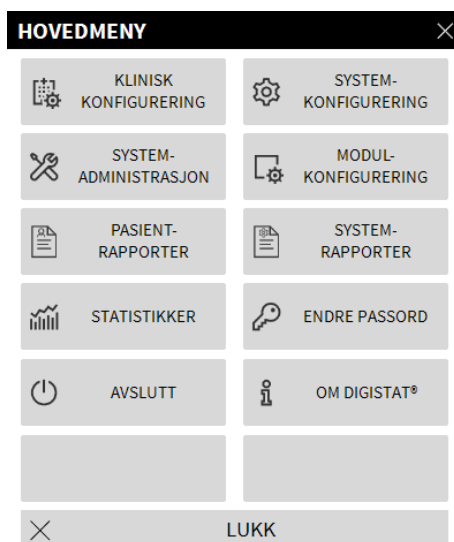 HOVEDMENY
KLINISK
KONFIGURERING
SYSTEM-
KONFIGURERING
SYSTEM-
ADMINISTRASJON
MODUL-
KONFIGURERING
PASIENT-
RAPPORTER
SYSTEM-
RAPPORTER
STATISTIKKER
ENDRE PASSORD
AVSLUTT
OM DIGISTAT®
LUKK